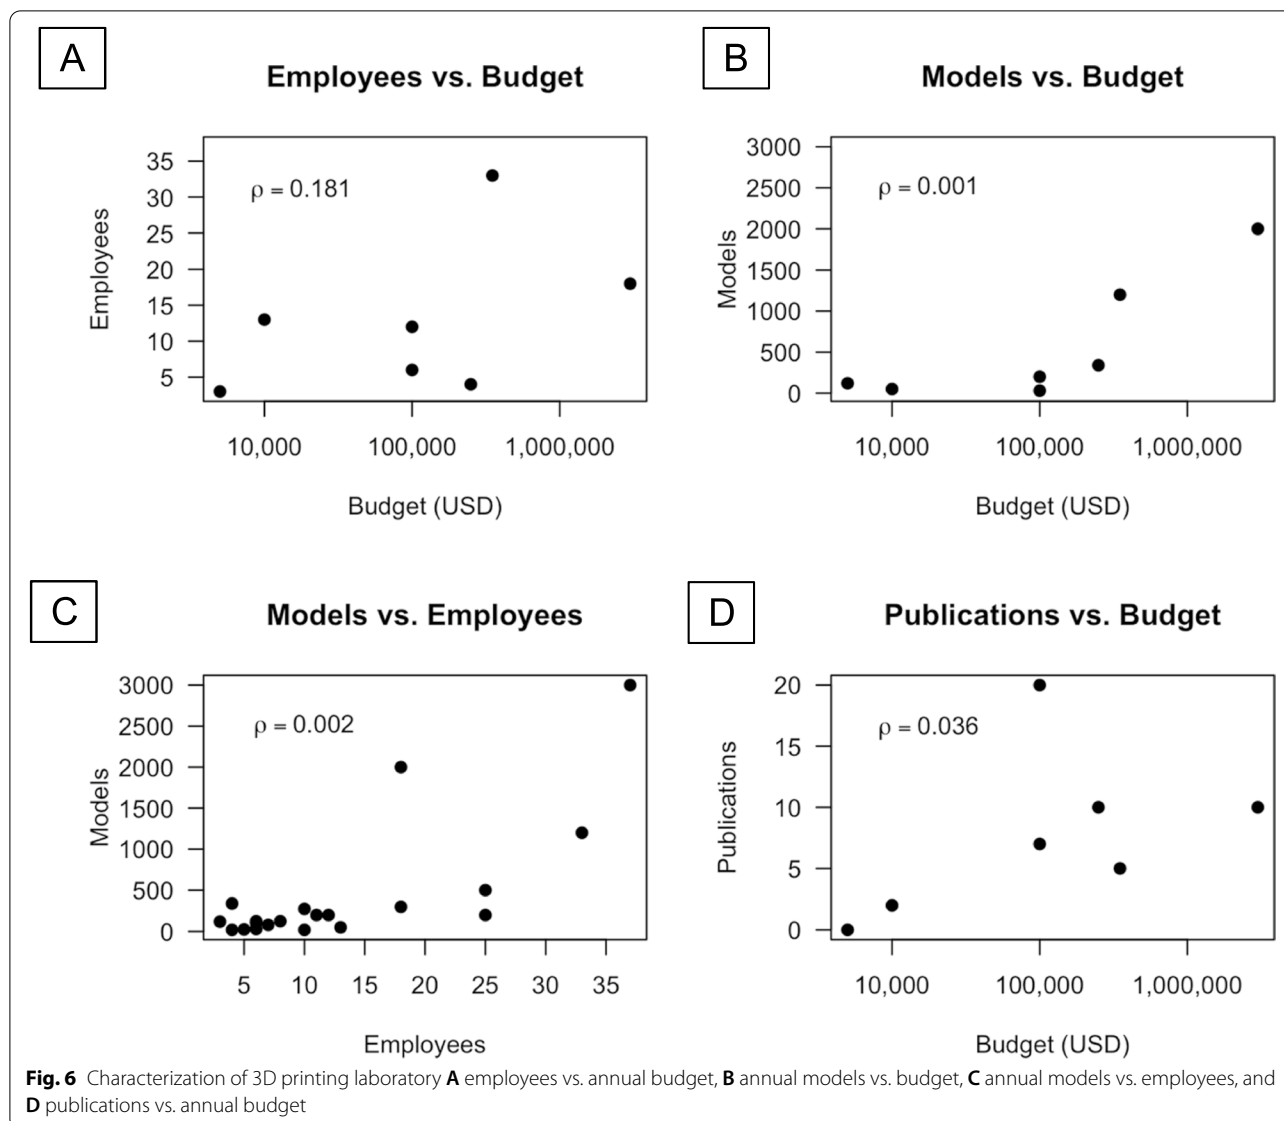 A
Employees vs. Budget
Employees
35
30
25
20
15
10
5
ρ = 0.181
10,000
100,000
1,000,000
Budget (USD)
B
Models vs. Budget
Models
3000
2500
2000
1500
1000
500
0
ρ = 0.001
10,000
100,000
1,000,000
Budget (USD)
C
Models vs. Employees
Models
3000
2500
2000
1500
1000
500
0
ρ = 0.002
5
10
15
20
25
30
35
Employees
D
Publications vs. Budget
Publications
20
15
10
5
0
ρ = 0.036
10,000
100,000
1,000,000
Budget (USD)
Fig. 6 Characterization of 3D printing laboratory A employees vs. annual budget, B annual models vs. budget, C annual models vs. employees, and
D publications vs. annual budget